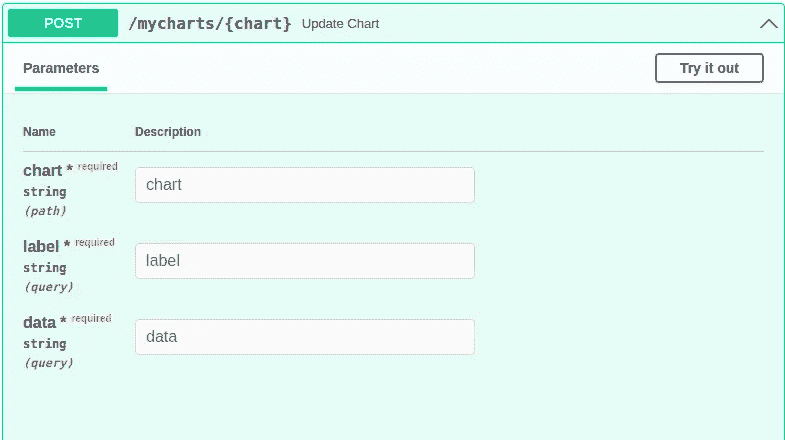 POST /mycharts/{chart} Update Chart
Parameters Try it out
Name Description
chart * required chart
string
(path)
label * required label
string
(query)
data * required data
string
(query)